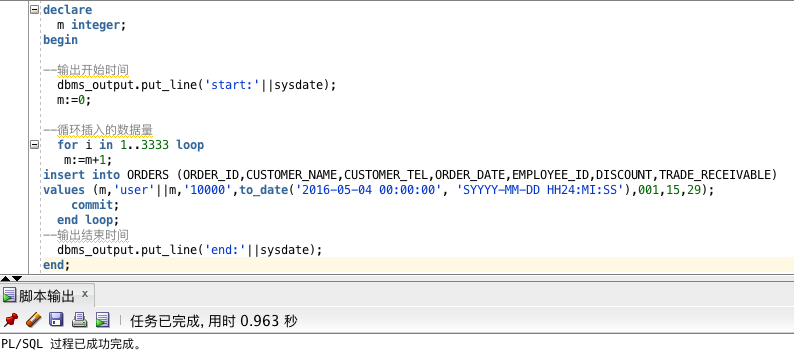 declare
m integer;
begin
--输出开始时间
dbms_output.put_line('start:'||sysdate);
m:=0;
--循环插入的数据量
for i in 1..3333 loop
m:=m+1;
insert into ORDERS (ORDER_ID,CUSTOMER_NAME,CUSTOMER_TEL,ORDER_DATE,EMPLOYEE_ID,DISCOUNT,TRADE_RECEIVABLE)
values (m,'user'||m,'10000',to_date('2016-05-04 00:00:00', 'SYYYY-MM-DD HH24:MI:SS'),001,15,29);
commit;
end loop;
--输出结束时间
dbms_output.put_line('end:'||sysdate);
end;
脚本输出 x
任务已完成, 用时 0.963 秒
PL/SQL 过程已成功完成。